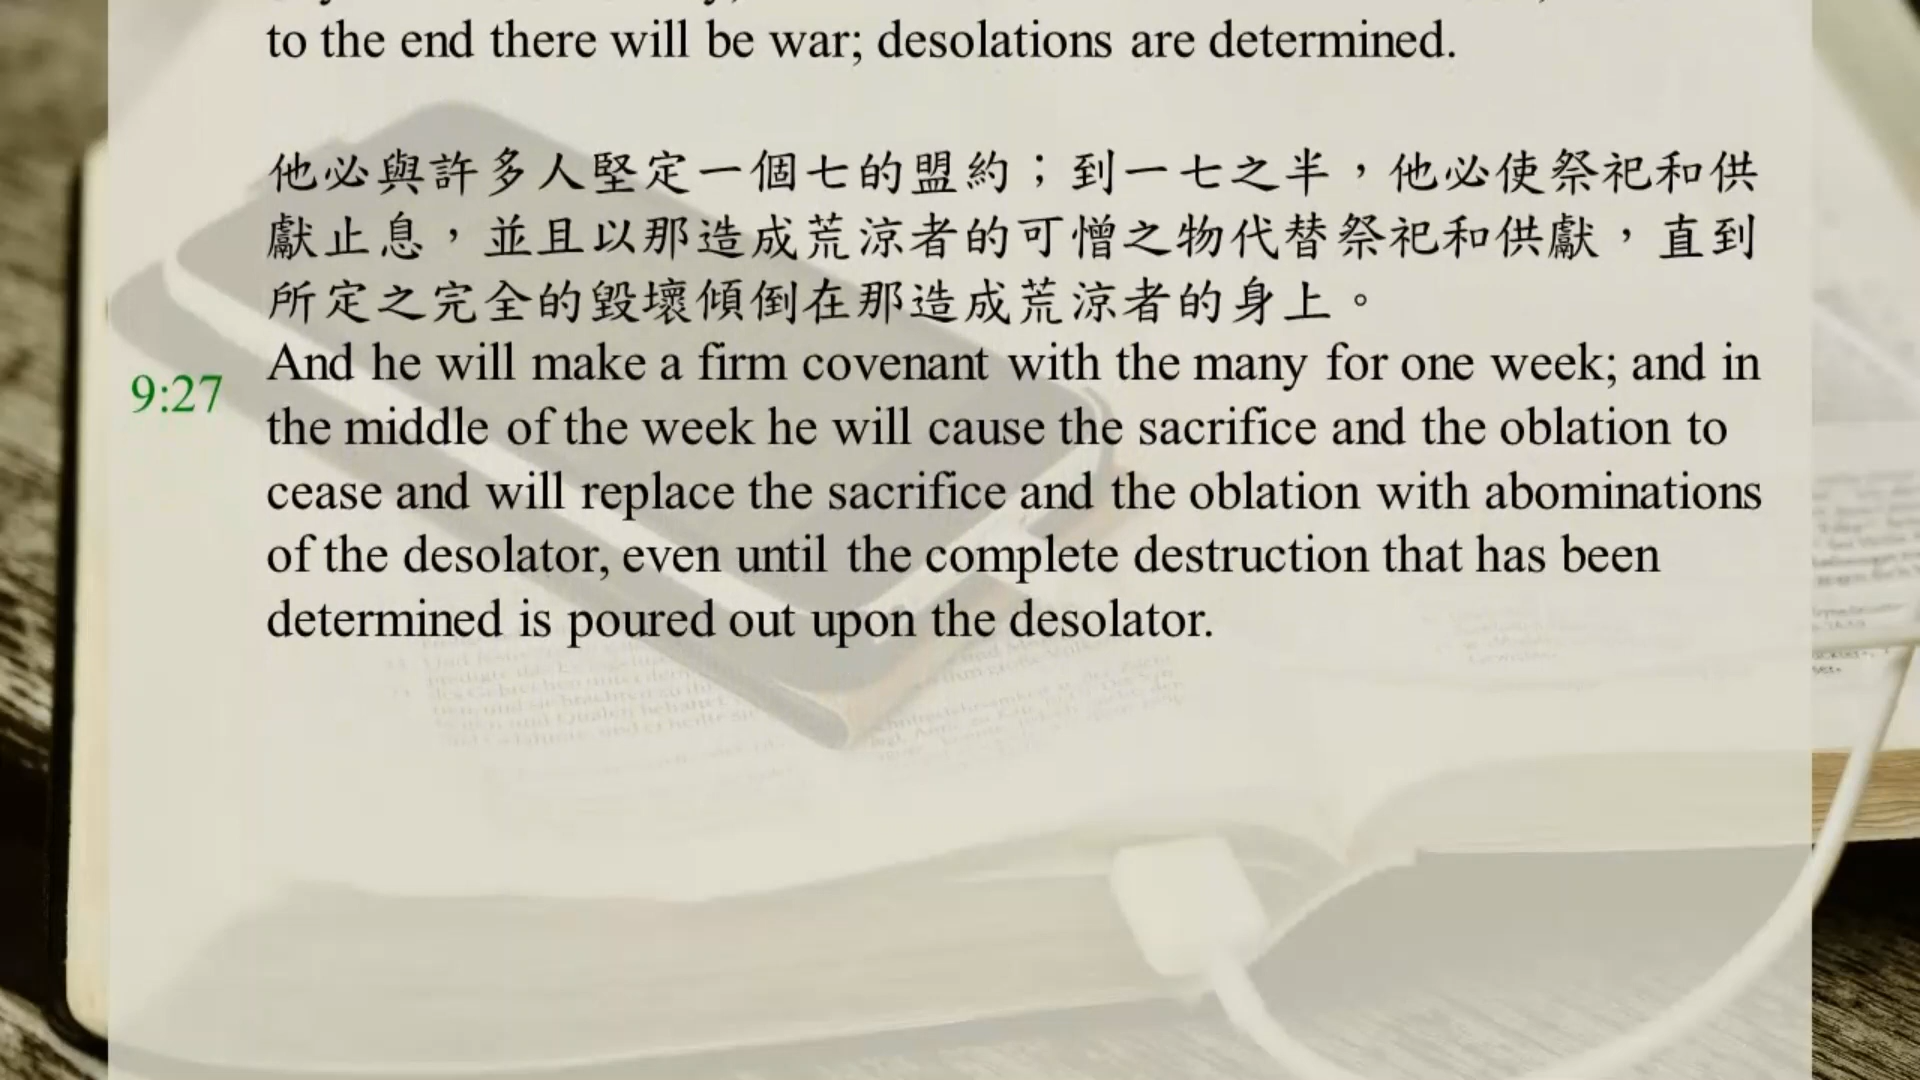 to the end there will be war; desolations are determined.
他必與許多人堅定一個七的盟約；到一七之半，他必使祭祀和供
獻止息，並且以那造成荒涼者的可憎之物代替祭祀和供獻，直到
所定之完全的毀壞傾倒在那造成荒涼者的身上。
9:27
And he will make a firm covenant with the many for one week; and in
the middle of the week he will cause the sacrifice and the oblation to
cease and will replace the sacrifice and the oblation with abominations
of the desolator, even until the complete destruction that has been
determined is poured out upon the desolator.